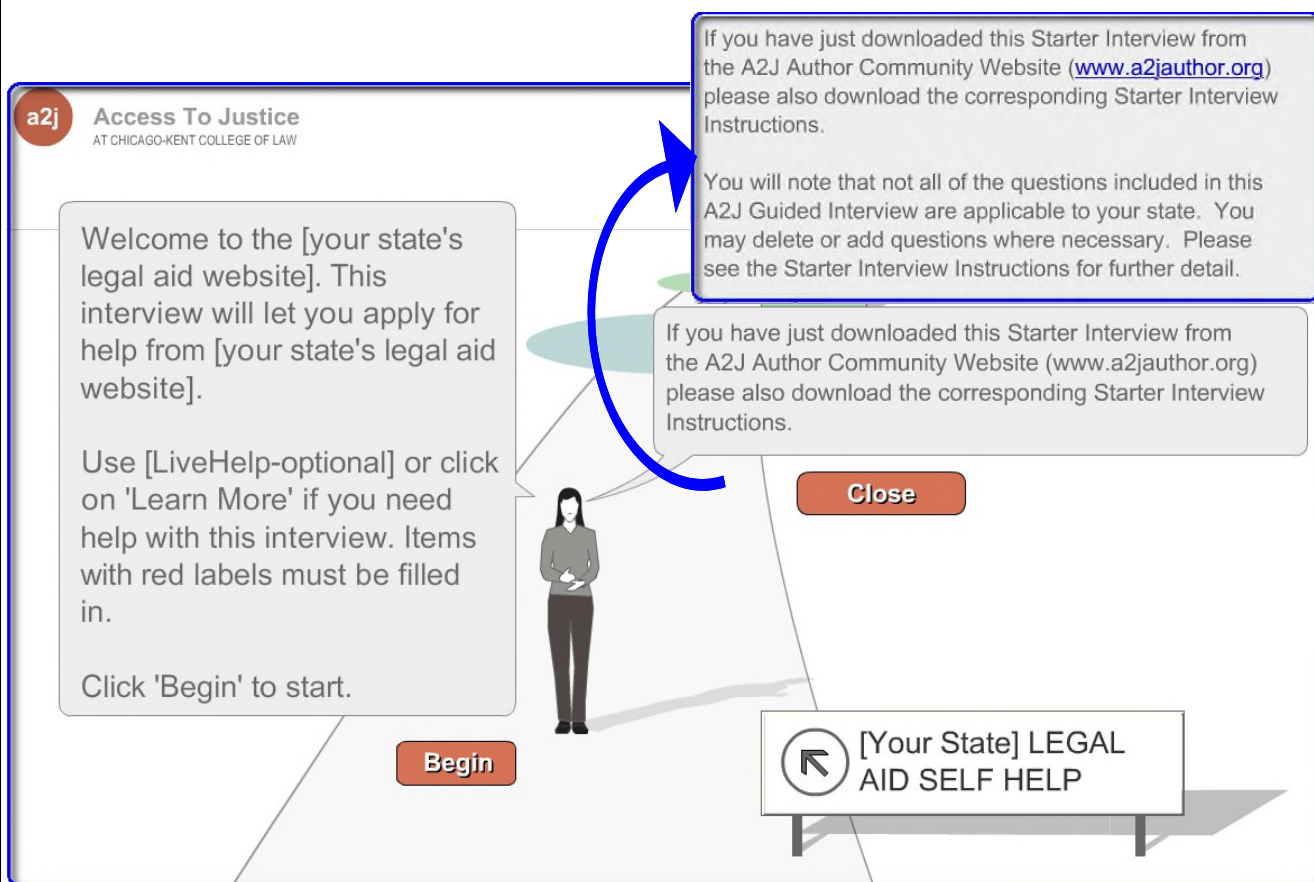 If you have just downloaded this Starter Interview from
the A2J Author Community Website (www.a2jauthor.org)
please also download the corresponding Starter Interview
Instructions.
You will note that not all of the questions included in this
A2J Guided Interview are applicable to your state.  You
may delete or add questions where necessary.  Please
see the Starter Interview Instructions for further detail.
a2j
Access To Justice
AT CHICAGO-KENT COLLEGE OF LAW
Welcome to the [your state's
legal aid website]. This
interview will let you apply for
help from [your state's legal aid
website].
Use [LiveHelp-optional] or click
on 'Learn More' if you need
help with this interview. Items
with red labels must be filled
in.
Click 'Begin' to start.
If you have just downloaded this Starter Interview from
the A2J Author Community Website (www.a2jauthor.org)
please also download the corresponding Starter Interview
Instructions.
Close
Begin
[Your State] LEGAL
AID SELF HELP